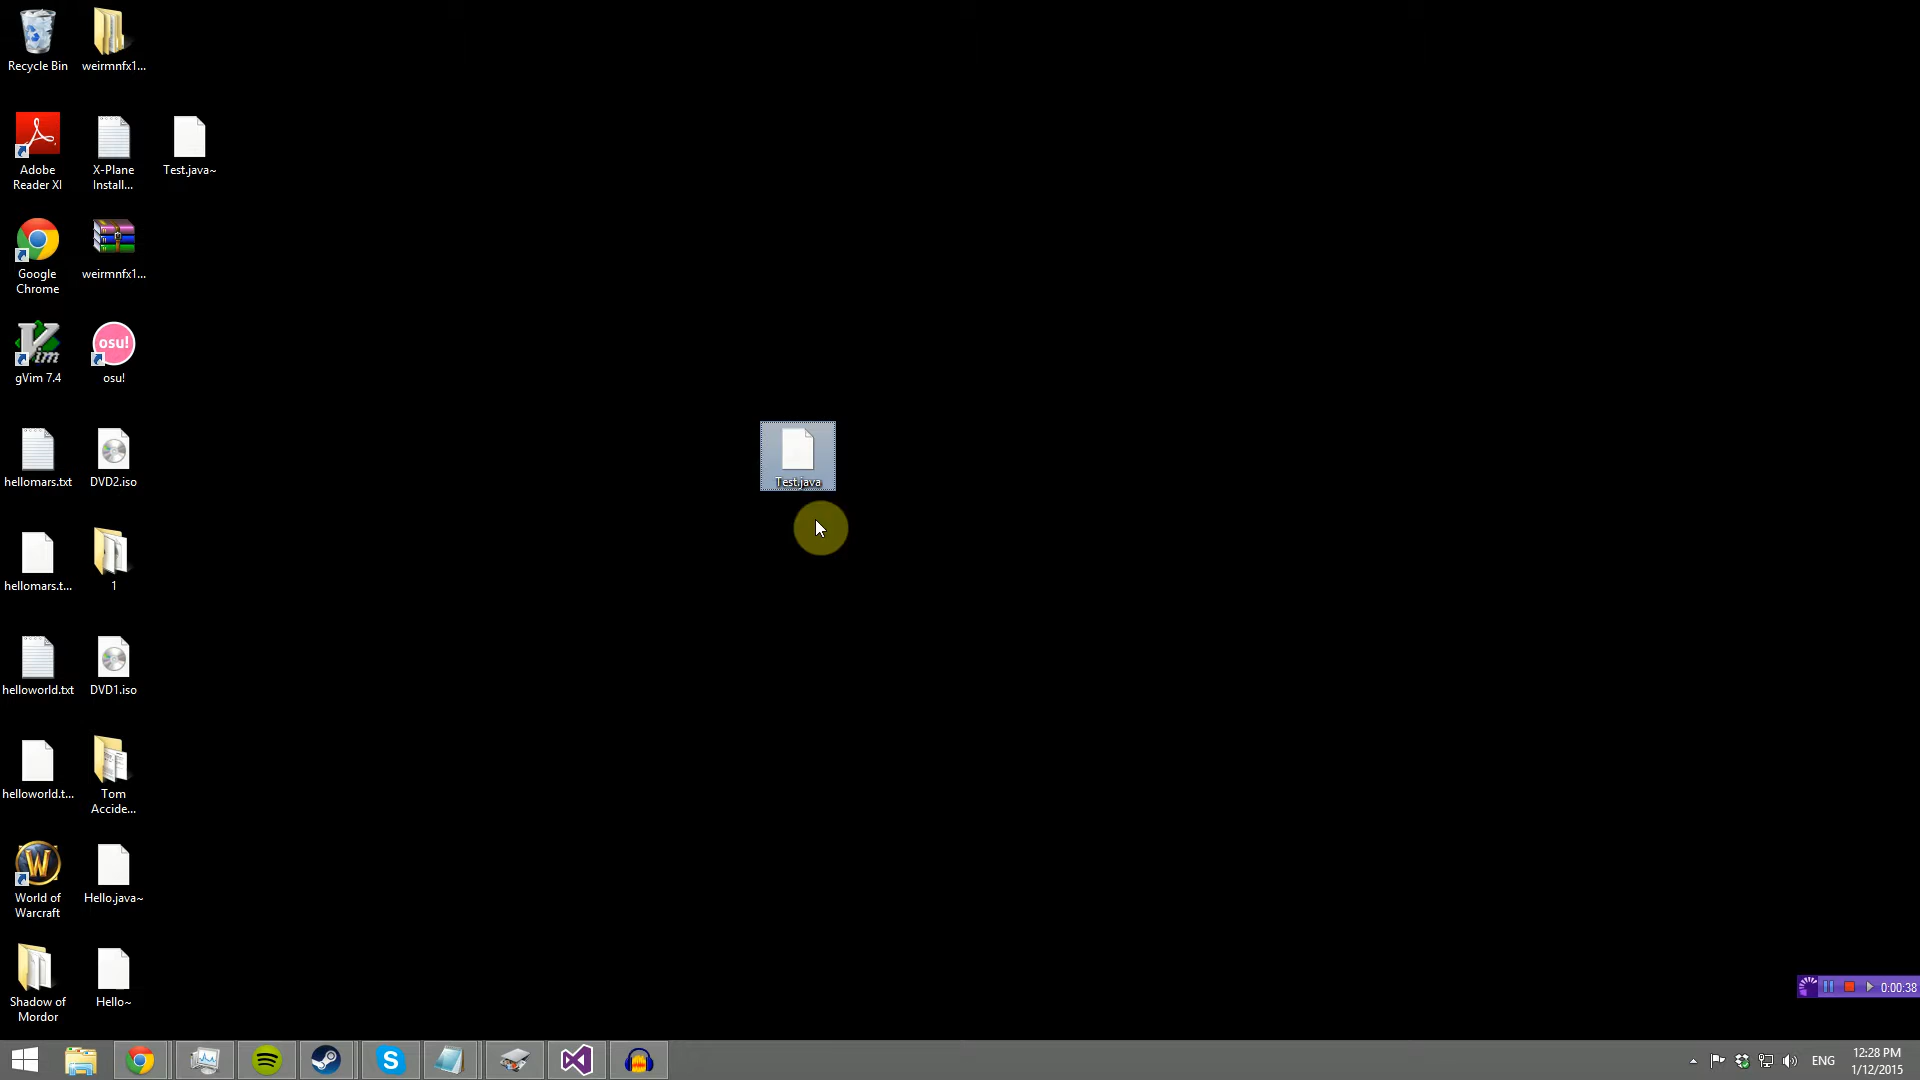 Recycle Bin
weirmnfx1...
Adobe
Reader XI
X-Plane
Install...
Test.java~
Google
Chrome
weirmnfx1...
gVim 7.4
osu!
osu!
hellomars.txt
DVD2.iso
Test.java
hellomars.t...
1
helloworld.txt
DVD1.iso
helloworld.t...
Tom
Accide...
World of
Warcraft
Hello.java~
Shadow of
Mordor
Hello~
0:00:38
ENG
12:28 PM
1/12/2015